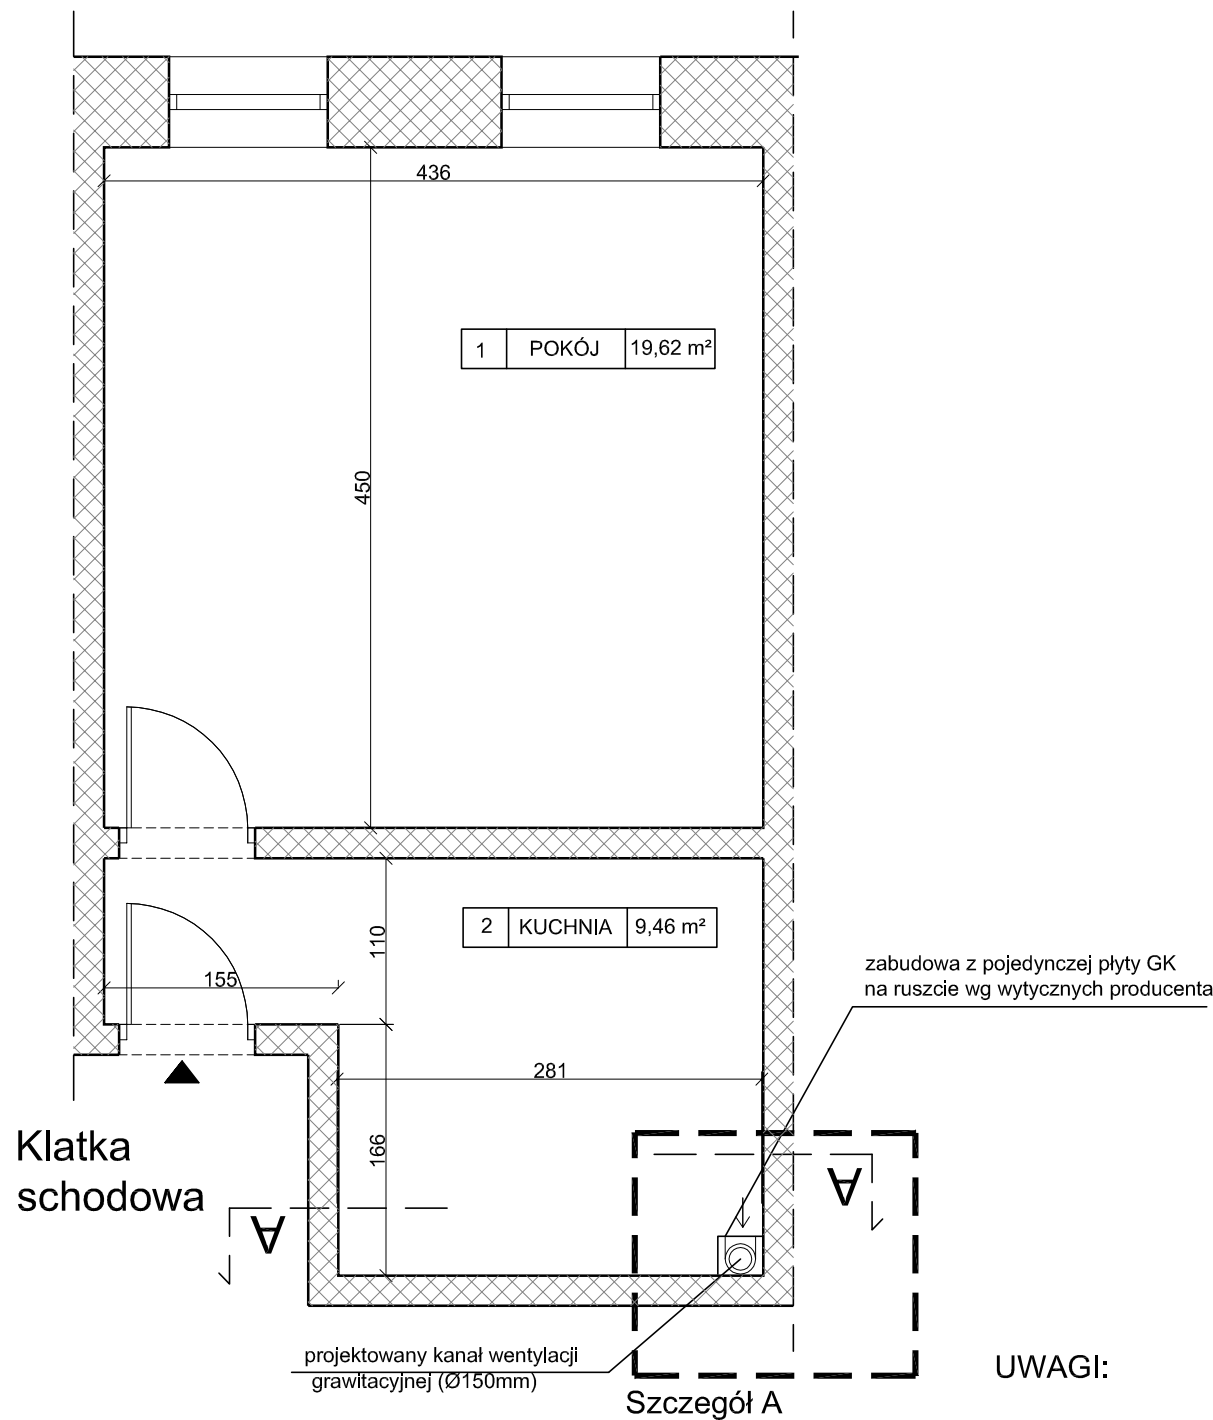 436
1 POKÓJ 19,62 m²
450
2 KUCHNIA 9,46 m²
110
155
zabudowa z pojedynczej płyty GK
na ruszcie wg wytycznych producenta
281
Klatka
schodowa
166
A
A
projektowany kanał wentylacji
grawitacyjnej (Ø150mm)
Szczegół A
UWAGI: